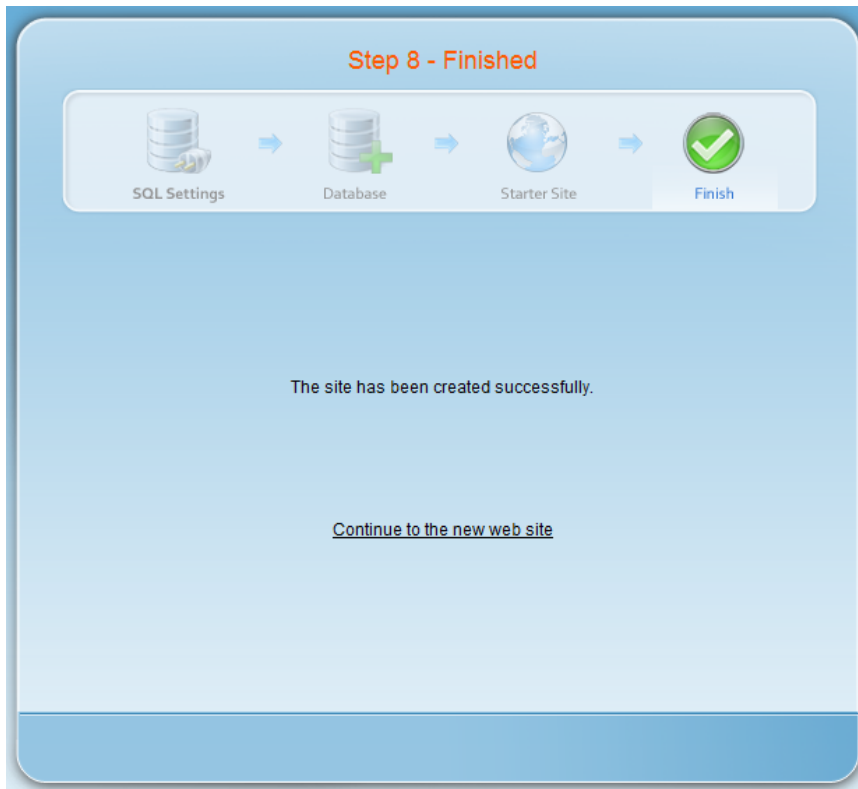 Step 8 - Finished
SQL Settings
Database
Starter Site
Finish
The site has been created successfully.
Continue to the new web site